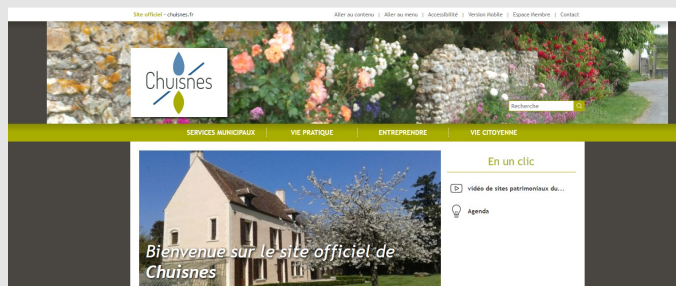 Site officiel - chuisnes.fr
Aller au contenu | Aller au menu | Accessibilité | Version Mobile | Espace Membre | Contact
Chuisnes
Recherche
SERVICES MUNICIPAUX | VIE PRATIQUE | ENTREPRENDRE | VIE CITOYENNE
En un clic
vidéo de sites patrimoniaux du...
Agenda
Bienvenue sur le site officiel de
Chuisnes